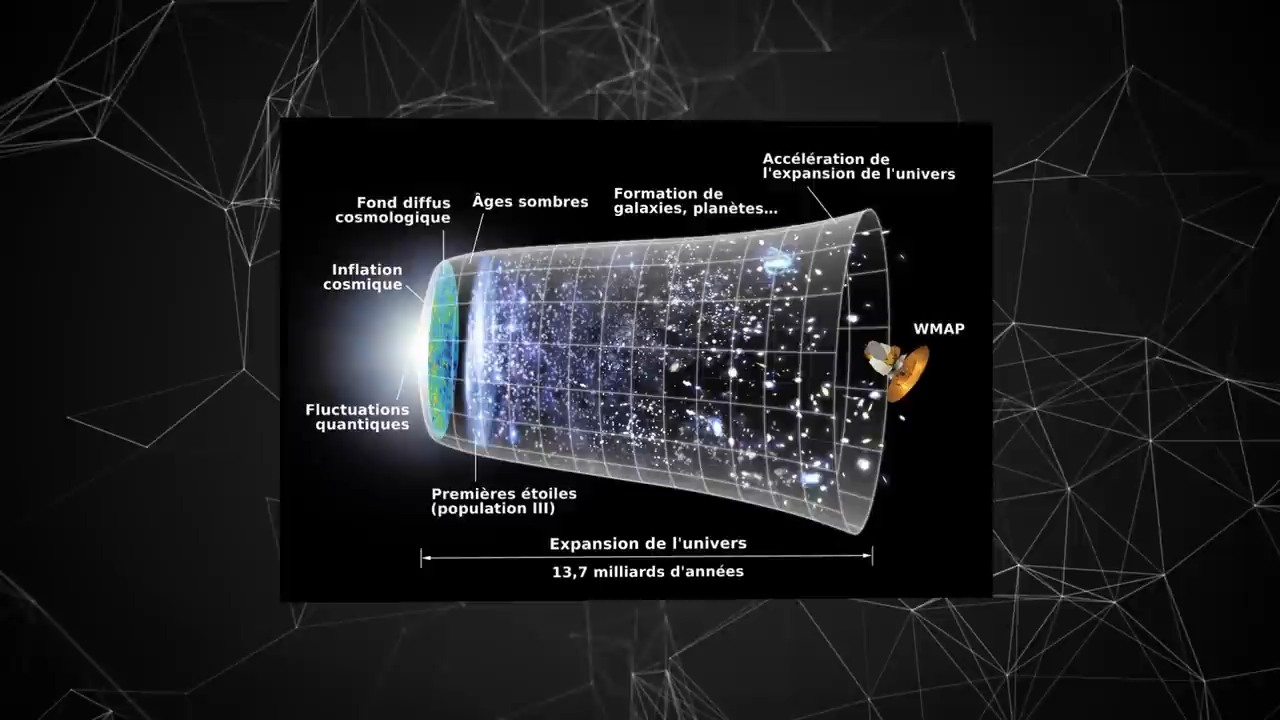 Accélération de
l'expansion de l'univers
Formation de
galaxies, planètes...
Fond diffus
cosmologique
Âges sombres
Inflation
cosmique
WMAP
Fluctuations
quantiques
Premières étoiles
(population III)
Expansion de l'univers
13,7 milliards d'années